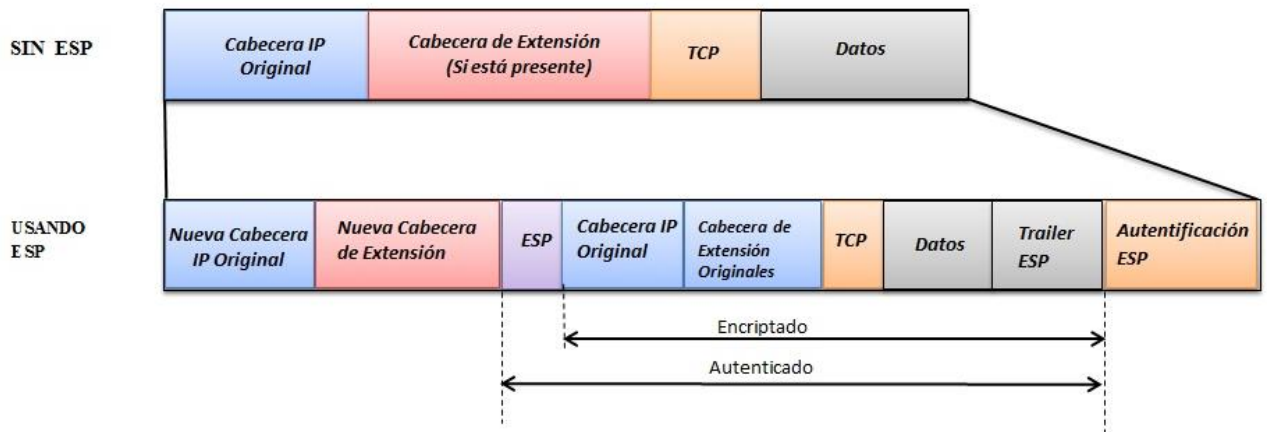 SIN ESP
Cabecera IP
Original
Cabecera de Extensión
(Si está presente)
TCP
Datos
USANDO
ESP
Nueva Cabecera
IP Original
Nueva Cabecera
de Extensión
ESP
Cabecera IP
Original
Cabecera de
Extensión
Originales
TCP
Datos
Trailer
ESP
Autentificación
ESP
Encriptado
Autenticado